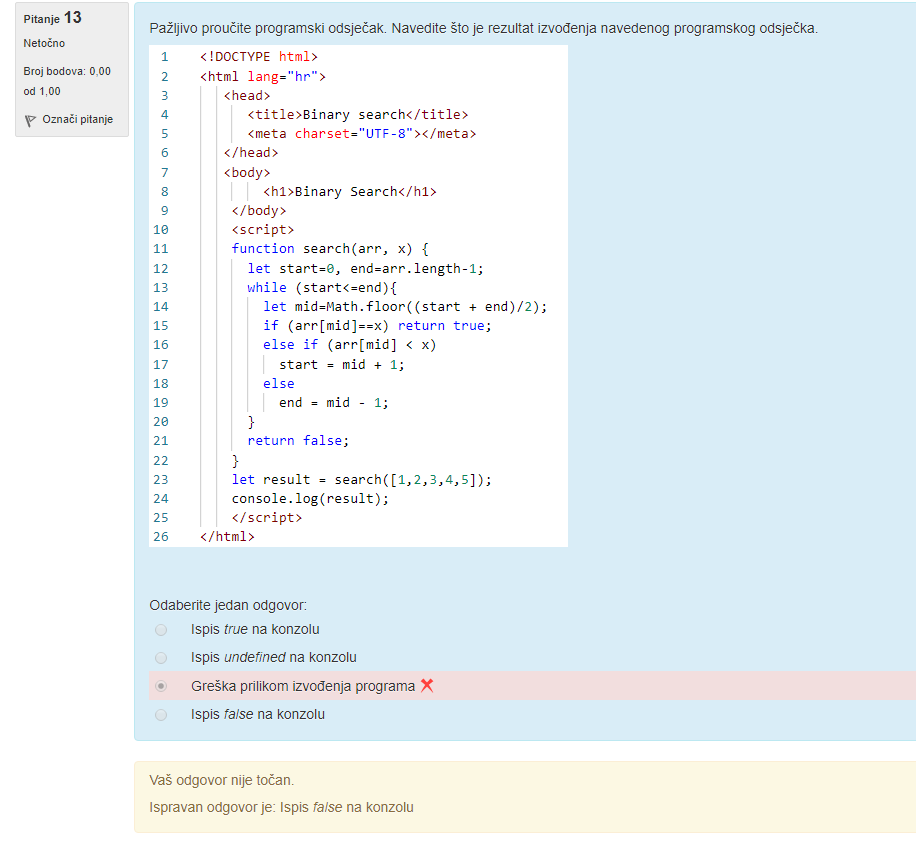 Pitanje 13
Netočno
Broj bodova: 0,00
od 1,00
Označi pitanje
Pažljivo proučite programski odsječak. Navedite što je rezultat izvođenja navedenog programskog odsječka.
1 <!DOCTYPE html>
2 <html lang="hr">
3 <head>
4 <title>Binary search</title>
5 <meta charset="UTF-8"></meta>
6 </head>
7 <body>
8 <h1>Binary Search</h1>
9 </body>
10 <script>
11 function search(arr, x) {
12 let start=0, end=arr.length-1;
13 while (start<=end){
14 let mid=Math.floor((start + end)/2);
15 if (arr[mid]==x) return true;
16 else if (arr[mid] < x)
17 start = mid + 1;
18 else
19 end = mid - 1;
20 }
21 return false;
22 }
23 let result = search([1,2,3,4,5]);
24 console.log(result);
25 </script>
26 </html>
Odaberite jedan odgovor:
Ispis true na konzolu
Ispis undefined na konzolu
Greška prilikom izvođenja programa
Ispis false na konzolu
Vaš odgovor nije točan.
Ispravan odgovor je: Ispis false na konzolu